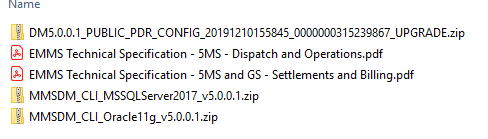 Name
DM5.0.0.1_PUBLIC_PDR_CONFIG_20191210155845_0000000315239867_UPGRADE.zip
EMMS Technical Specification - 5MS - Dispatch and Operations.pdf
EMMS Technical Specification - 5MS and GS - Settlements and Billing.pdf
MMSDM_CLI_MSSQLServer2017_v5.0.0.1.zip
MMSDM_CLI_Oracle11g_v5.0.0.1.zip